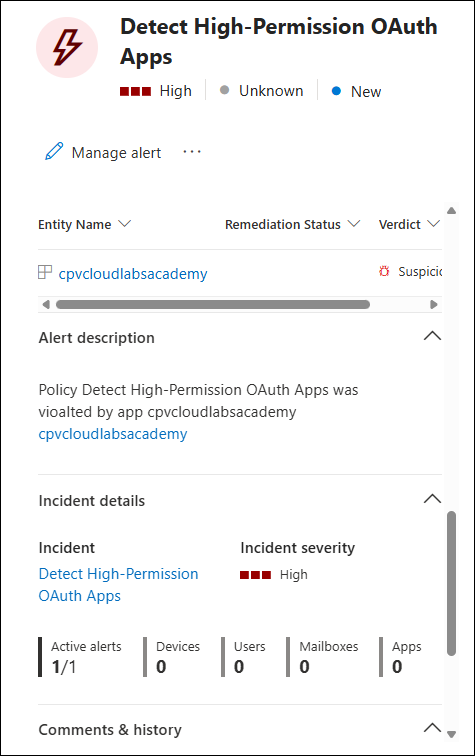 Detect High-Permission OAuth
Apps
High Unknown New
Manage alert ...
Entity Name Remediation Status Verdict
cpvcloudlabsacademy Suspicic
Alert description
Policy Detect High-Permission OAuth Apps was
vioalted by app cpvcloudlabsacademy
cpvcloudlabsacademy
Incident details
Incident Incident severity
Detect High-Permission High
OAuth Apps
Active alerts Devices Users Mailboxes Apps
1/1 0 0 0 0
Comments & history